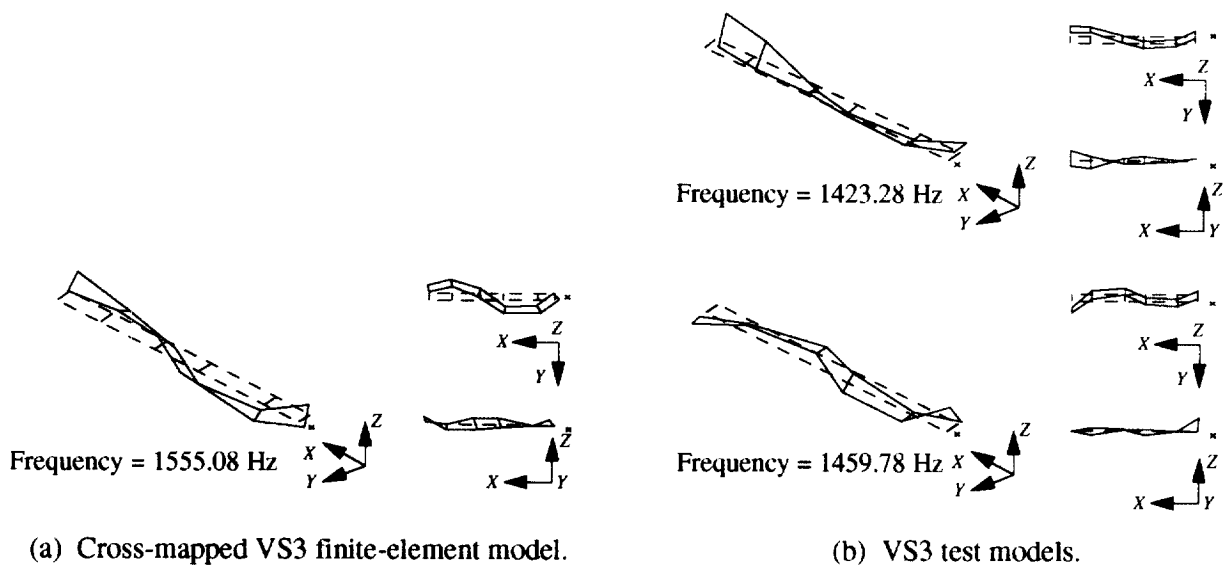 Z
X
Y
Z
Frequency = 1423.28 Hz
X
Y
Z
X
Y
Z
X
Y
Z
Frequency = 1555.08 Hz
X
Y
Z
X
Y
Z
X
Y
Z
Frequency = 1459.78 Hz
X
Y
Z
X
Y
(a) Cross-mapped VS3 finite-element model.
(b) VS3 test models.